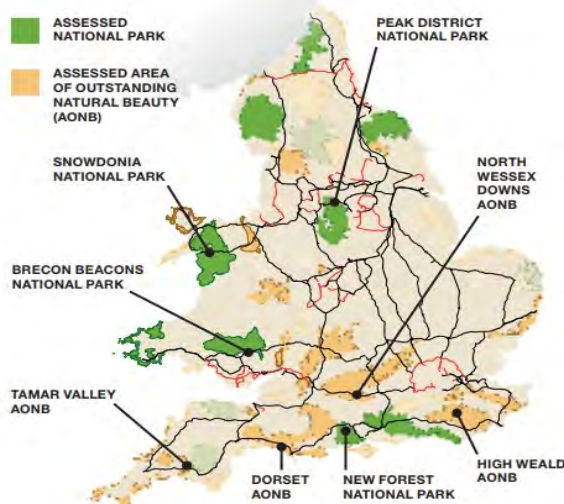 ASSESSED
NATIONAL PARK
ASSESSED AREA
OF OUTSTANDING
NATURAL BEAUTY
(AONB)
PEAK DISTRICT
NATIONAL PARK
SNOWDONIA
NATIONAL PARK
NORTH
WESSEX
DOWNS
AONB
BRECON BEACONS
NATIONAL PARK
TAMAR VALLEY
AONB
DORSET
AONB
NEW FOREST
NATIONAL PARK
HIGH WEALD
AONB